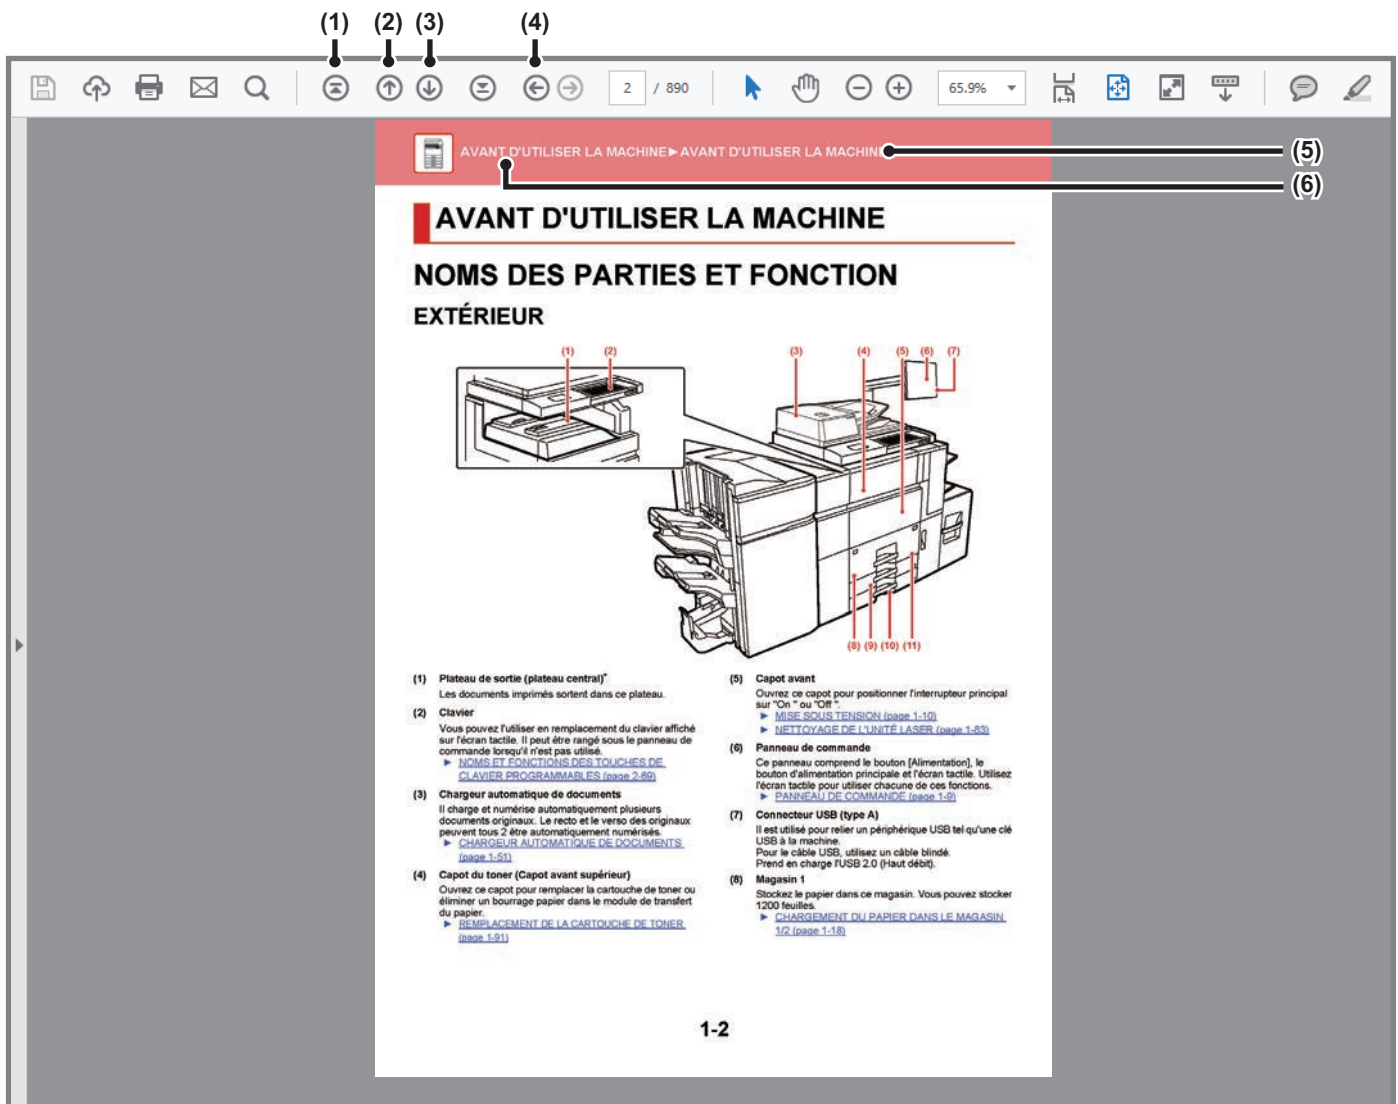 (1) (2) (3) (4)
2 / 890 65.9%
AVANT D'UTILISER LA MACHINE►AVANT D'UTILISER LA MACHINE
(5)
(6)
AVANT D'UTILISER LA MACHINE
NOMS DES PARTIES ET FONCTION
EXTÉRIEUR
(1) (2) (3) (4) (5) (6) (7)
(8) (9) (10) (11)
(1) Plateau de sortie (plateau central)*
Les documents imprimés sortent dans ce plateau.
(2) Clavier
Vous pouvez l'utiliser en remplacement du clavier affiché
sur l'écran tactile. Il peut être rangé sous le panneau de
commande lorsqu'il n'est pas utilisé.
► NOMS ET FONCTIONS DES TOUCHES DE
CLAVIER PROGRAMMABLES (page 2-69)
(3) Chargeur automatique de documents
Il charge et numérise automatiquement plusieurs
documents originaux. Le recto et le verso des originaux
peuvent tous 2 être automatiquement numérisés.
► CHARGEUR AUTOMATIQUE DE DOCUMENTS
(page 1-51)
(4) Capot du toner (Capot avant supérieur)
Ouvrez ce capot pour remplacer la cartouche de toner ou
éliminer un bourrage papier dans le module de transfert
du papier.
► REMPLACEMENT DE LA CARTOUCHE DE TONER
(page 1-91)
(5) Capot avant
Ouvrez ce capot pour positionner l'interrupteur principal
sur "On " ou "Off ".
► MISE SOUS TENSION (page 1-10)
► NETTOYAGE DE L'UNITÉ LASER (page 1-83)
(6) Panneau de commande
Ce panneau comprend le bouton [Alimentation], le
bouton d'alimentation principale et l'écran tactile. Utilisez
l'écran tactile pour utiliser chacune de ces fonctions.
► PANNEAU DE COMMANDE (page 1-9)
(7) Connecteur USB (type A)
Il est utilisé pour relier un périphérique USB tel qu'une clé
USB à la machine.
Pour le câble USB, utilisez un câble blindé.
Prend en charge l'USB 2.0 (Haut débit).
(8) Magasin 1
Stockez le papier dans ce magasin. Vous pouvez stocker
1200 feuilles.
► CHARGEMENT DU PAPIER DANS LE MAGASIN
1/2 (page 1-18)
1-2